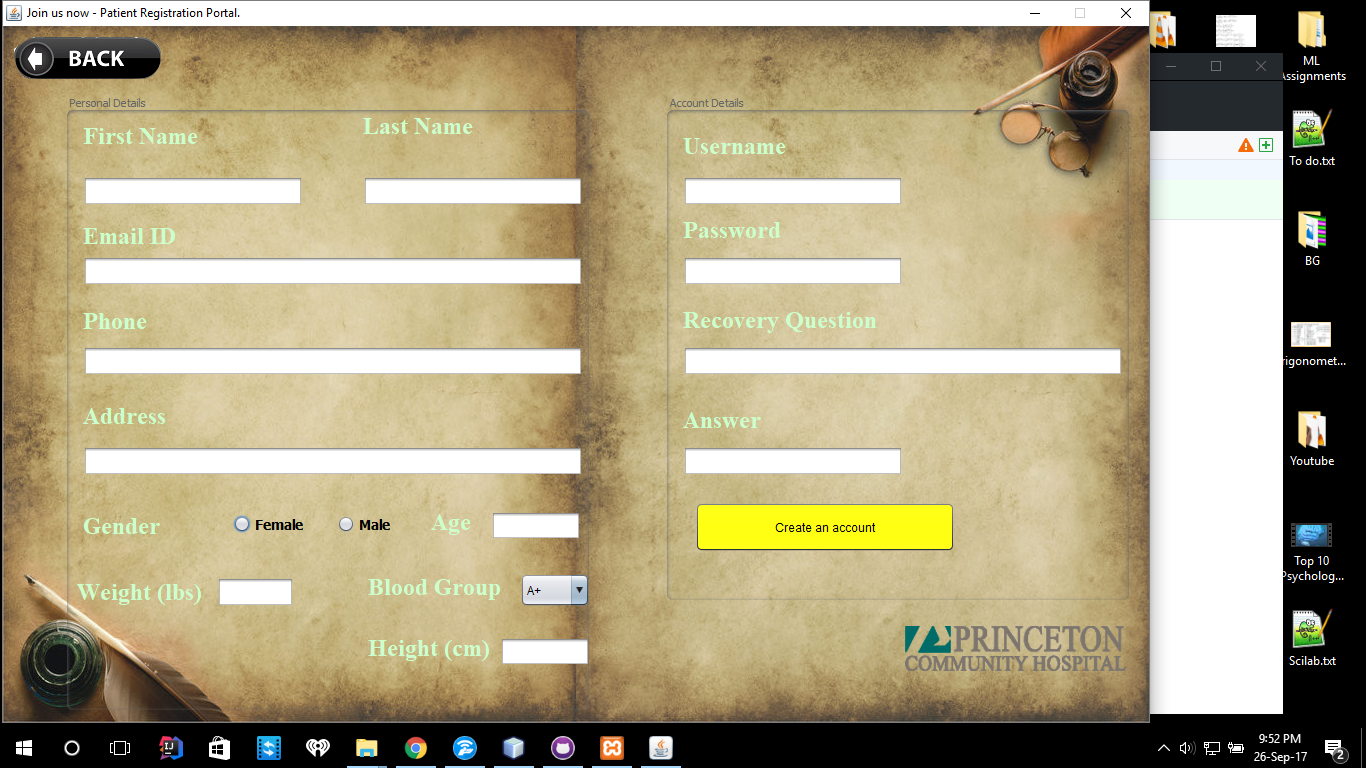 Join us now - Patient Registration Portal.
BACK
Personal Details
First Name
Last Name
Email ID
Phone
Address
Gender
Female
Male
Age
Weight (lbs)
Blood Group
A+
Height (cm)
Account Details
Username
Password
Recovery Question
Answer
Create an account
PRINCETON
COMMUNITY HOSPITAL
ML
Assignments
To do.txt
BG
rigonomet...
Youtube
Top 10
Psycholog...
Scilab.txt
9:52 PM
26-Sep-17
2